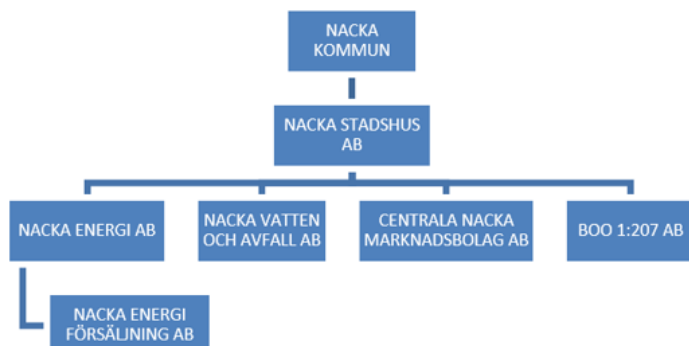 NACKA
KOMMUN
NACKA STADSHUS
AB
NACKA ENERGI AB
NACKA VATTEN
OCH AVFALL AB
CENTRALA NACKA
MARKNADSBOLAG AB
BOO 1:207 AB
NACKA ENERGI
FÖRSÄLJNING AB